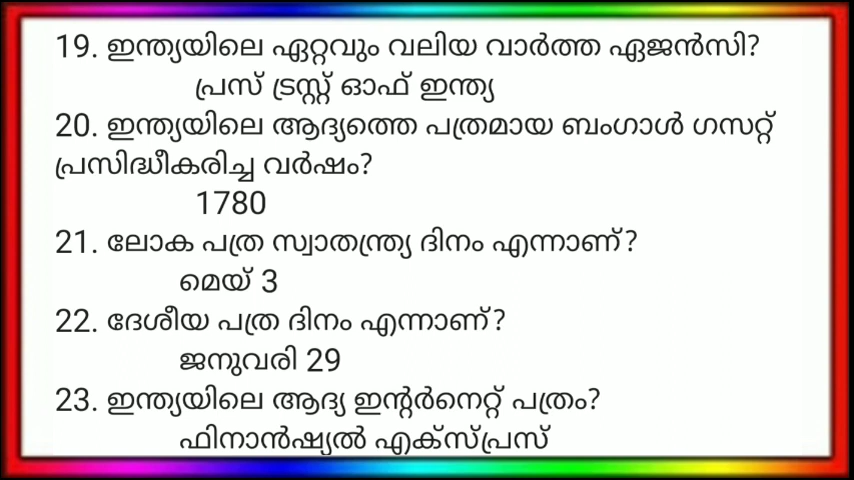 19. ഇന്ത്യയിലെ ഏറ്റവും വലിയ വാർത്ത ഏജൻസി?
പ്രസ് ട്രസ്റ്റ് ഓഫ് ഇന്ത്യ
20. ഇന്ത്യയിലെ ആദ്യത്തെ പത്രമായ ബംഗാൾ ഗസറ്റ്
പ്രസിദ്ധീകരിച്ച വർഷം?
1780
21. ലോക പത്ര സ്വാതന്ത്ര്യ ദിനം എന്നാണ്?
മെയ് 3
22. ദേശീയ പത്ര ദിനം എന്നാണ്?
ജനുവരി 29
23. ഇന്ത്യയിലെ ആദ്യ ഇന്റർനെറ്റ് പത്രം?
ഫിനാൻഷ്യൽ എക്സ്പ്രസ്